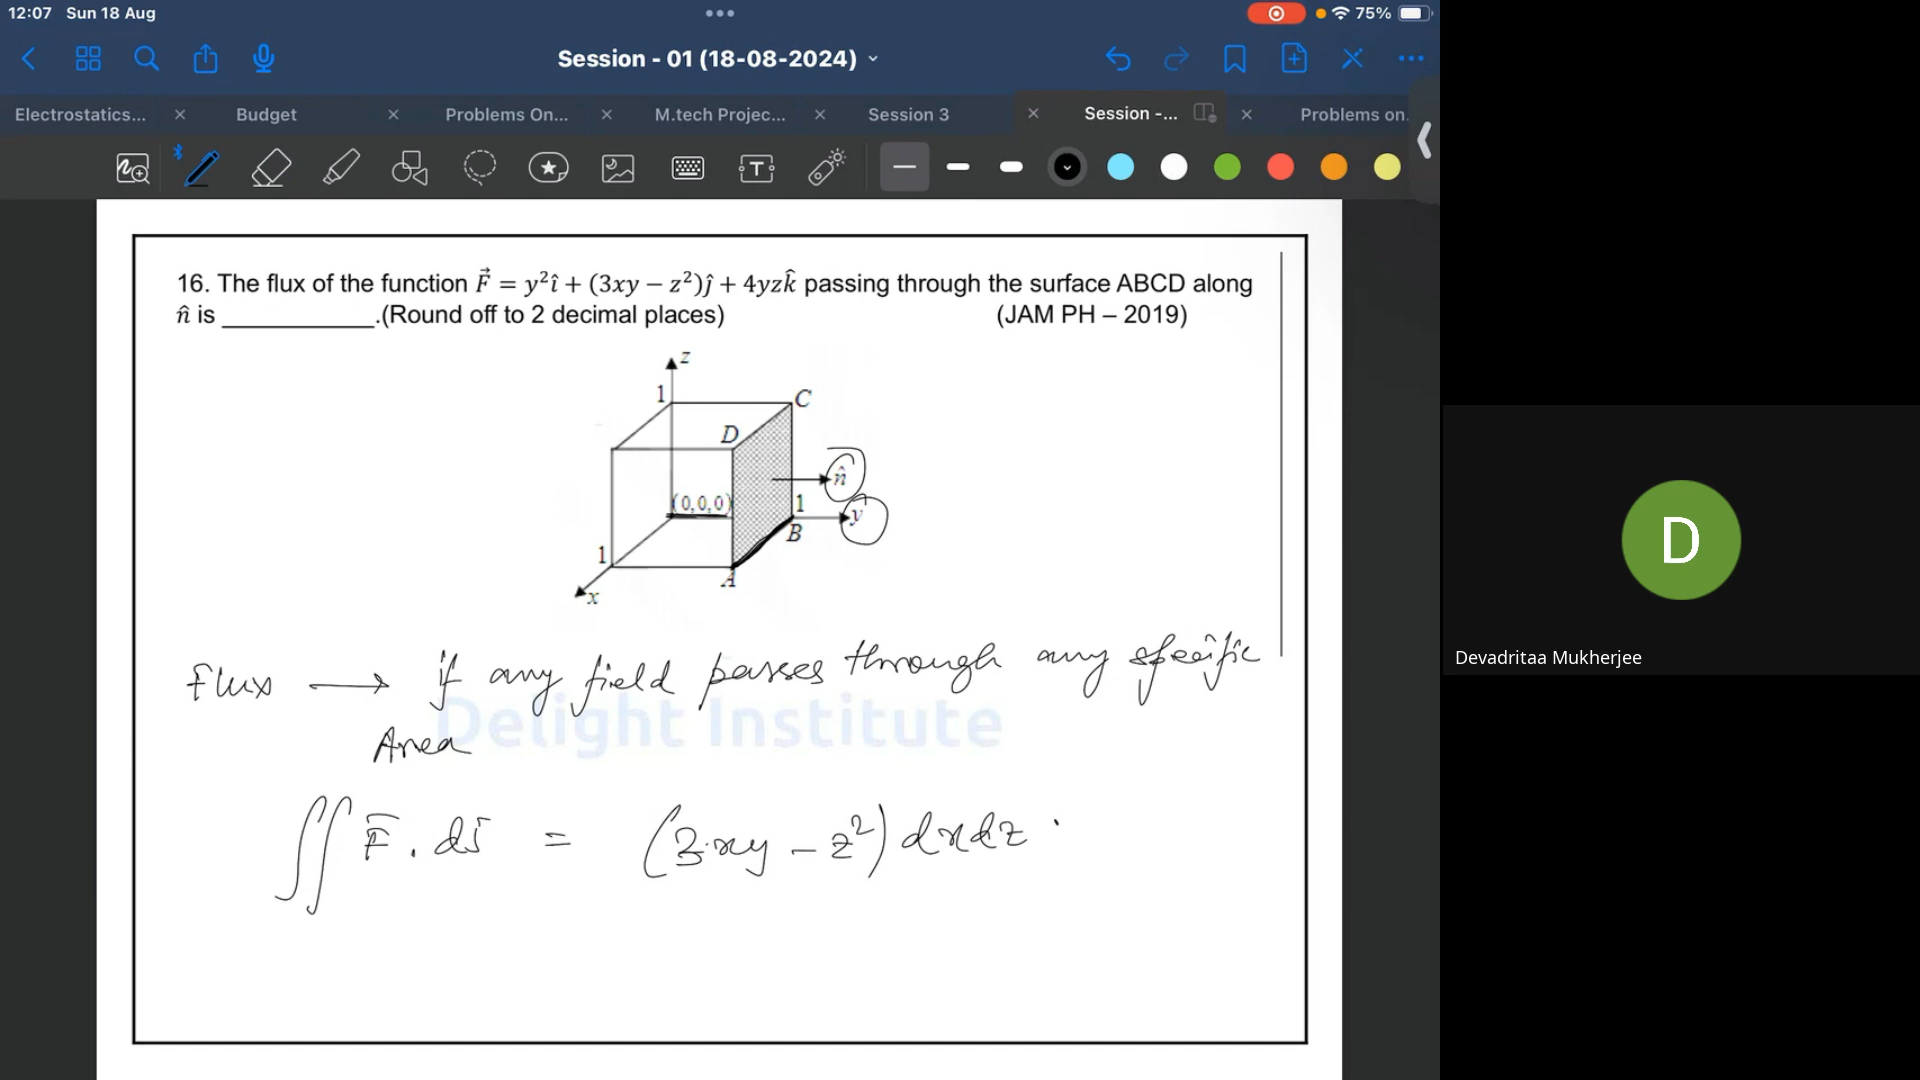 12:07 Sun 18 Aug
75%
Session - 01 (18-08-2024)
Electrostatics... Budget Problems On... M.tech Projec... Session 3 Session -... Problems on.
16. The flux of the function F⃗ = y²î + (3xy – z²)ĵ + 4yzk̂ passing through the surface ABCD along
n̂ is ____________.(Round off to 2 decimal places) (JAM PH – 2019)
z
1
C
D
n̂
(0,0,0)
1
y
B
1
A
x
Flux ⟶ if any field passes through any specific
Area
Delight Institute
∬ F̄ . ds̄ = (3·xy – z²) dxdz .
D
Devadritaa Mukherjee